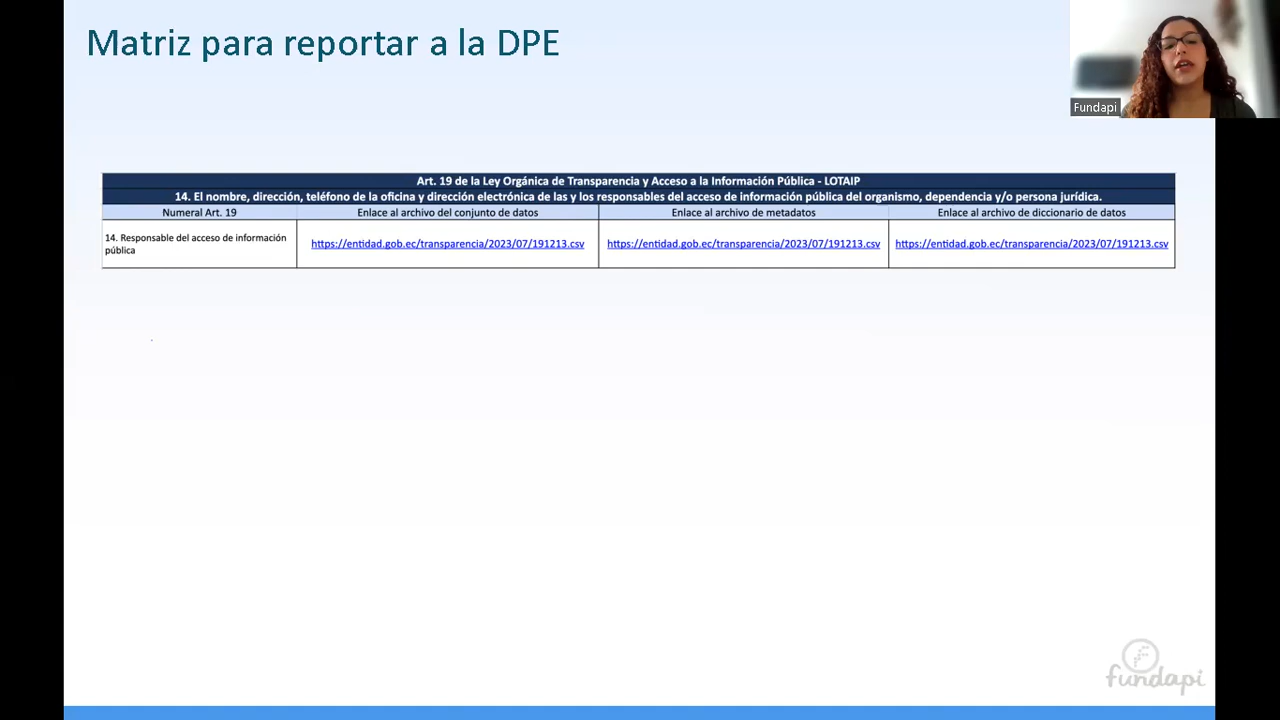 Matriz para reportar a la DPE
Fundapi
Art. 19 de la Ley Orgánica de Transparencia y Acceso a la Información Pública - LOTAIP
14. El nombre, dirección, teléfono de la oficina y dirección electrónica de las y los responsables del acceso de información pública del organismo, dependencia y/o persona jurídica.
Numeral Art. 19
Enlace al archivo del conjunto de datos
Enlace al archivo de metadatos
Enlace al archivo de diccionario de datos
14. Responsable del acceso de información
pública
https://entidad.gob.ec/transparencia/2023/07/191213.csv
https://entidad.gob.ec/transparencia/2023/07/191213.csv
https://entidad.gob.ec/transparencia/2023/07/191213.csv
fundapi